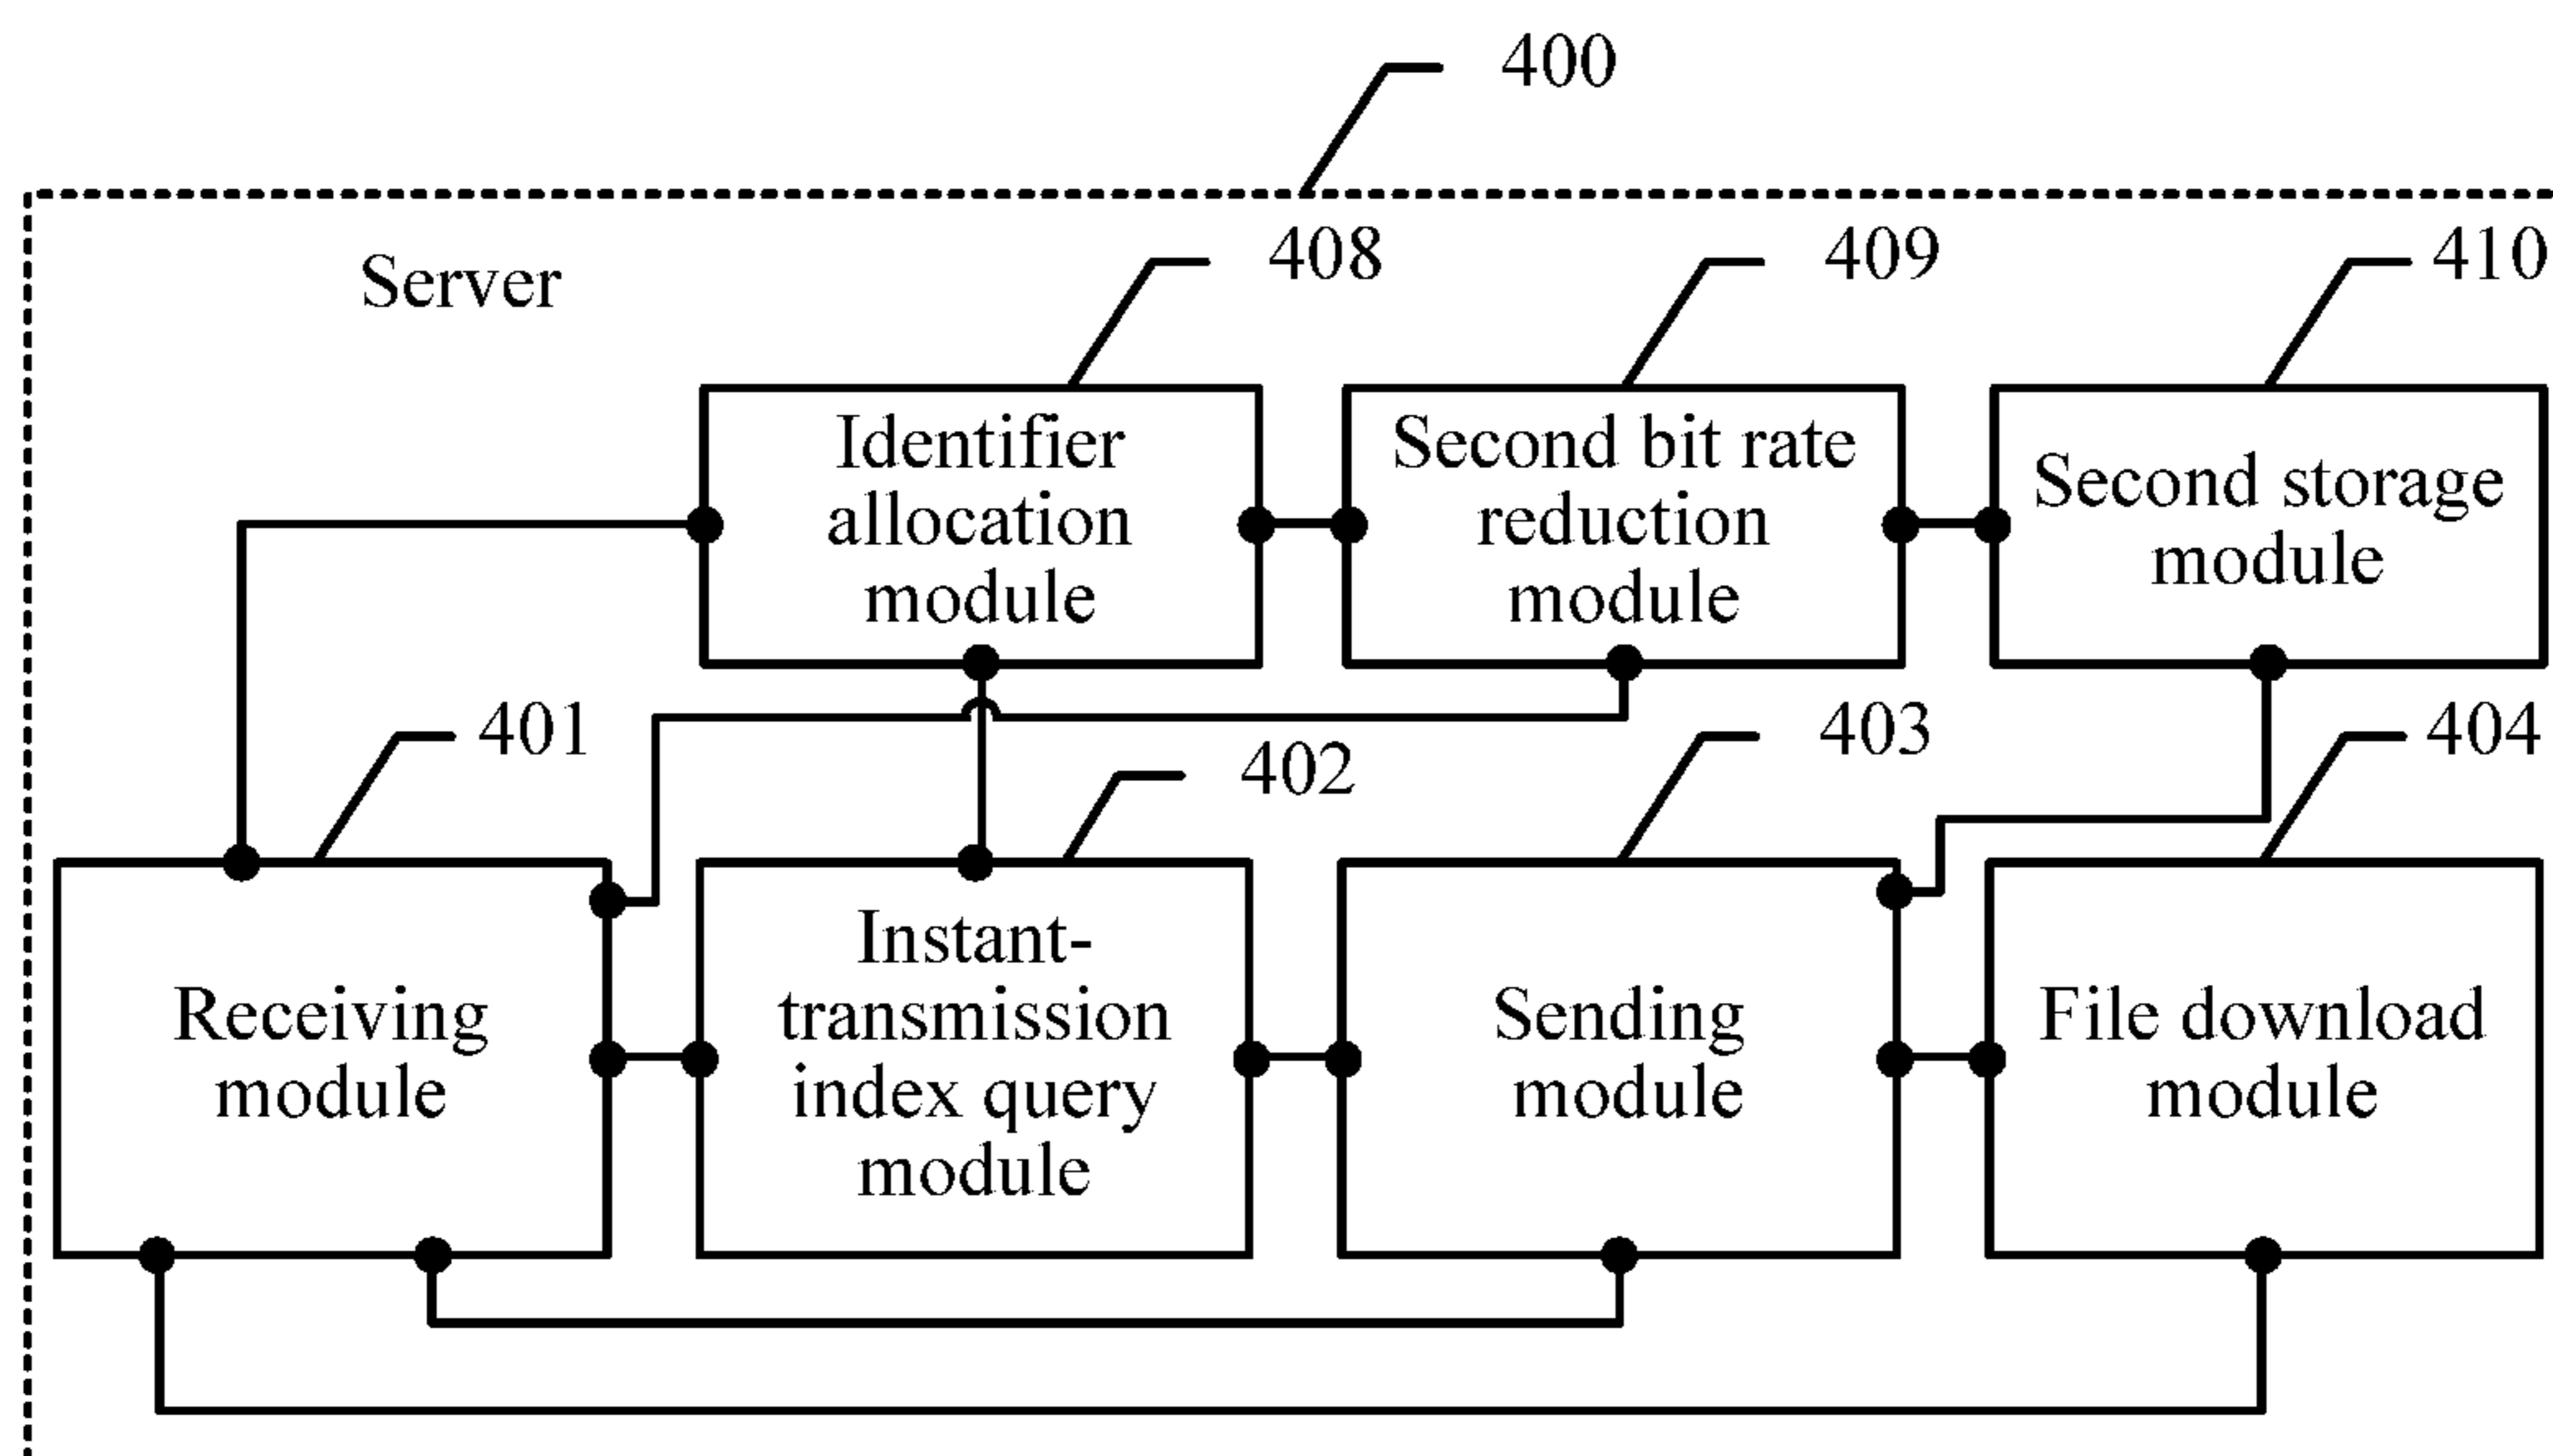 400
Server
408
409
410
Identifier
allocation
module
Second bit rate
reduction
module
Second storage
module
401
402
403
404
Receiving
module
Instant-
transmission
index query
module
Sending
module
File download
module